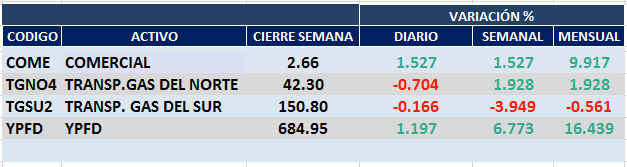 VARIACIÓN %
CODIGO ACTIVO CIERRE SEMANA DIARIO SEMANAL MENSUAL
COME COMERCIAL 2.66 1.527 1.527 9.917
TGNO4 TRANSP.GAS DEL NORTE 42.30 -0.704 1.928 1.928
TGSU2 TRANSP. GAS DEL SUR 150.80 -0.166 -3.949 -0.561
YPFD YPFD 684.95 1.197 6.773 16.439